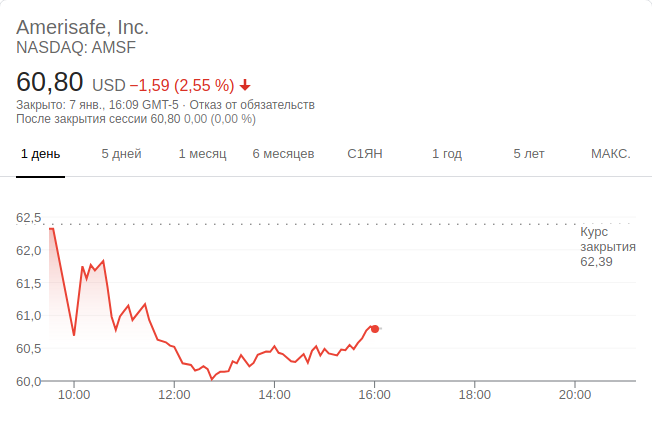 Amerisafe, Inc.
NASDAQ: AMSF
60,80 USD −1,59 (2,55 %)
Закрыто: 7 янв., 16:09 GMT-5 · Отказ от обязательств
После закрытия сессии 60,80 0,00 (0,00 %)
1 день 5 дней 1 месяц 6 месяцев С1ЯН 1 год 5 лет МАКС.
62,5
Курс
закрытия
62,39
62,0
61,5
61,0
60,5
60,0
10:00 12:00 14:00 16:00 18:00 20:00